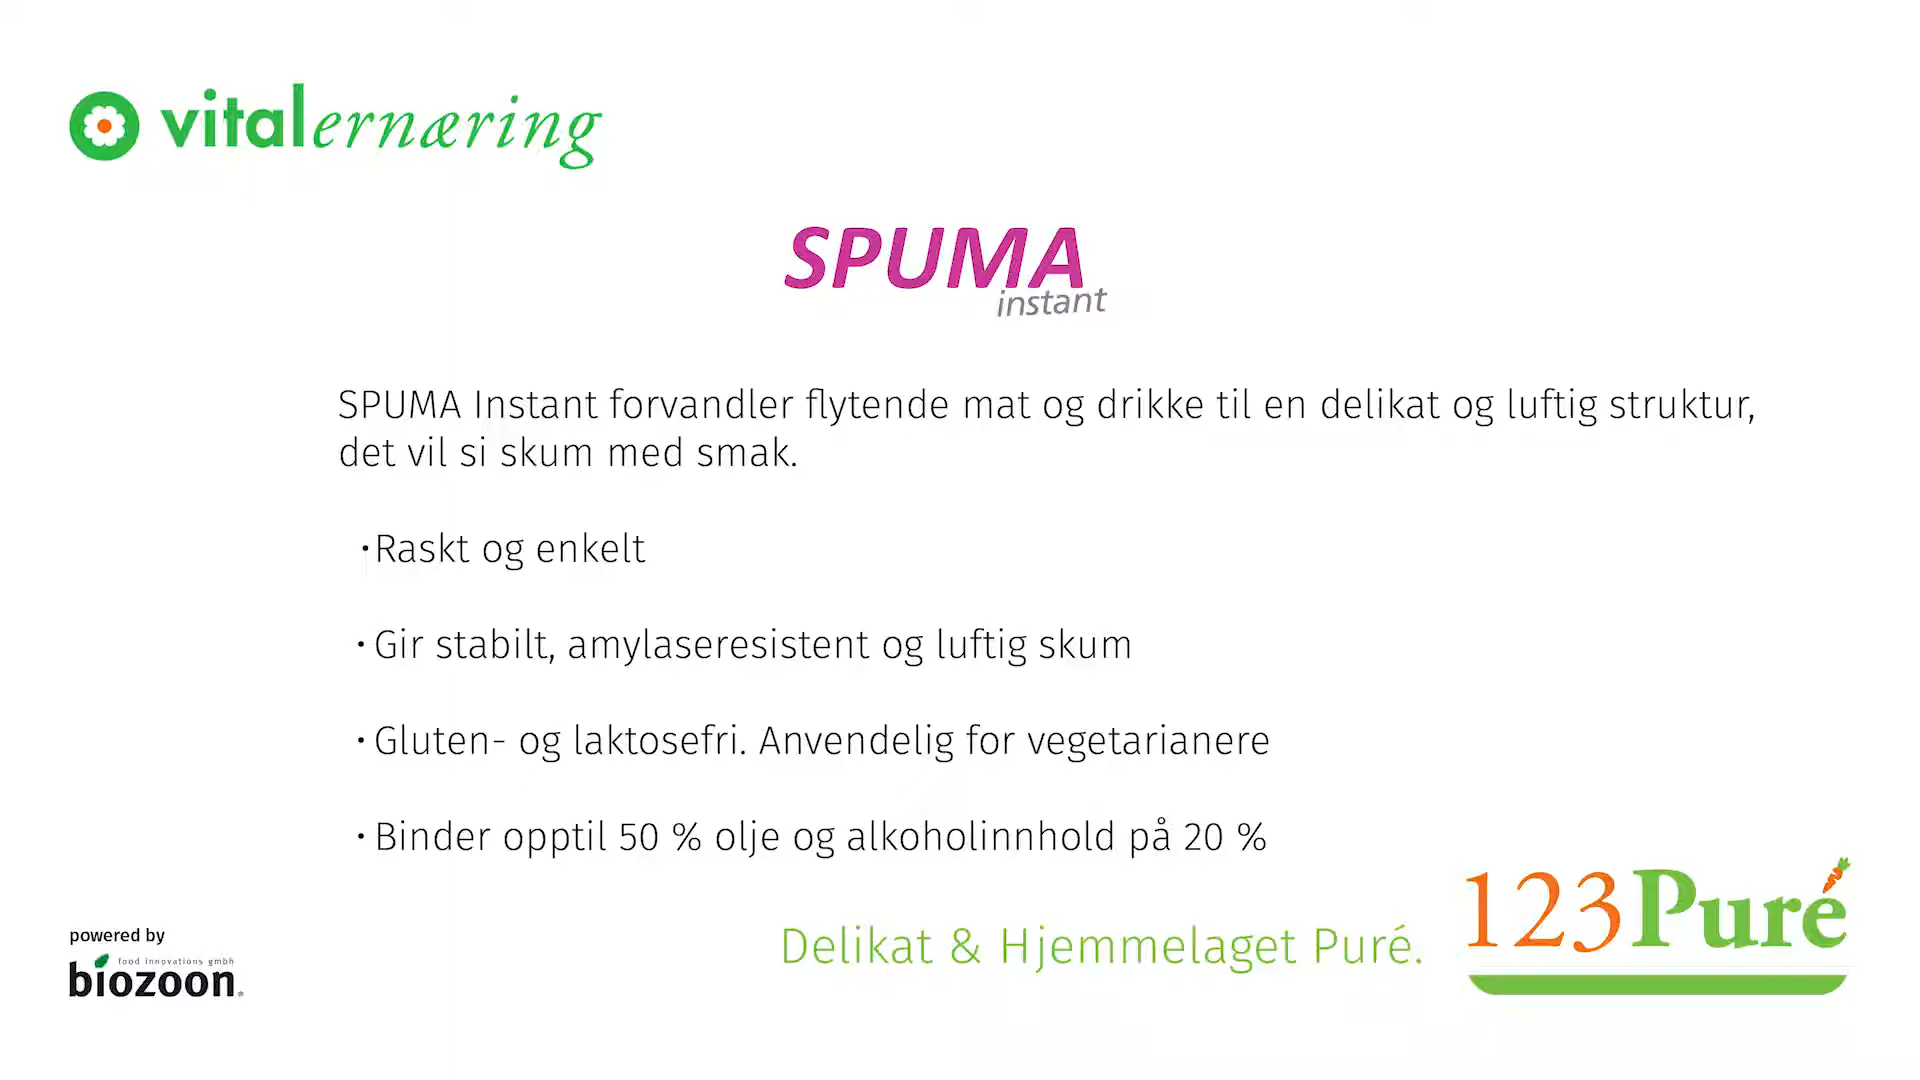 vitalernæring
SPUMA
instant
SPUMA Instant forvandler flytende mat og drikke til en delikat og luftig struktur,
det vil si skum med smak.
·Raskt og enkelt
· Gir stabilt, amylaseresistent og luftig skum
· Gluten- og laktosefri. Anvendelig for vegetarianere
· Binder opptil 50 % olje og alkoholinnhold på 20 %
powered by
food innovations gmbh
biozoon®
Delikat & Hjemmelaget Puré.
123Puré